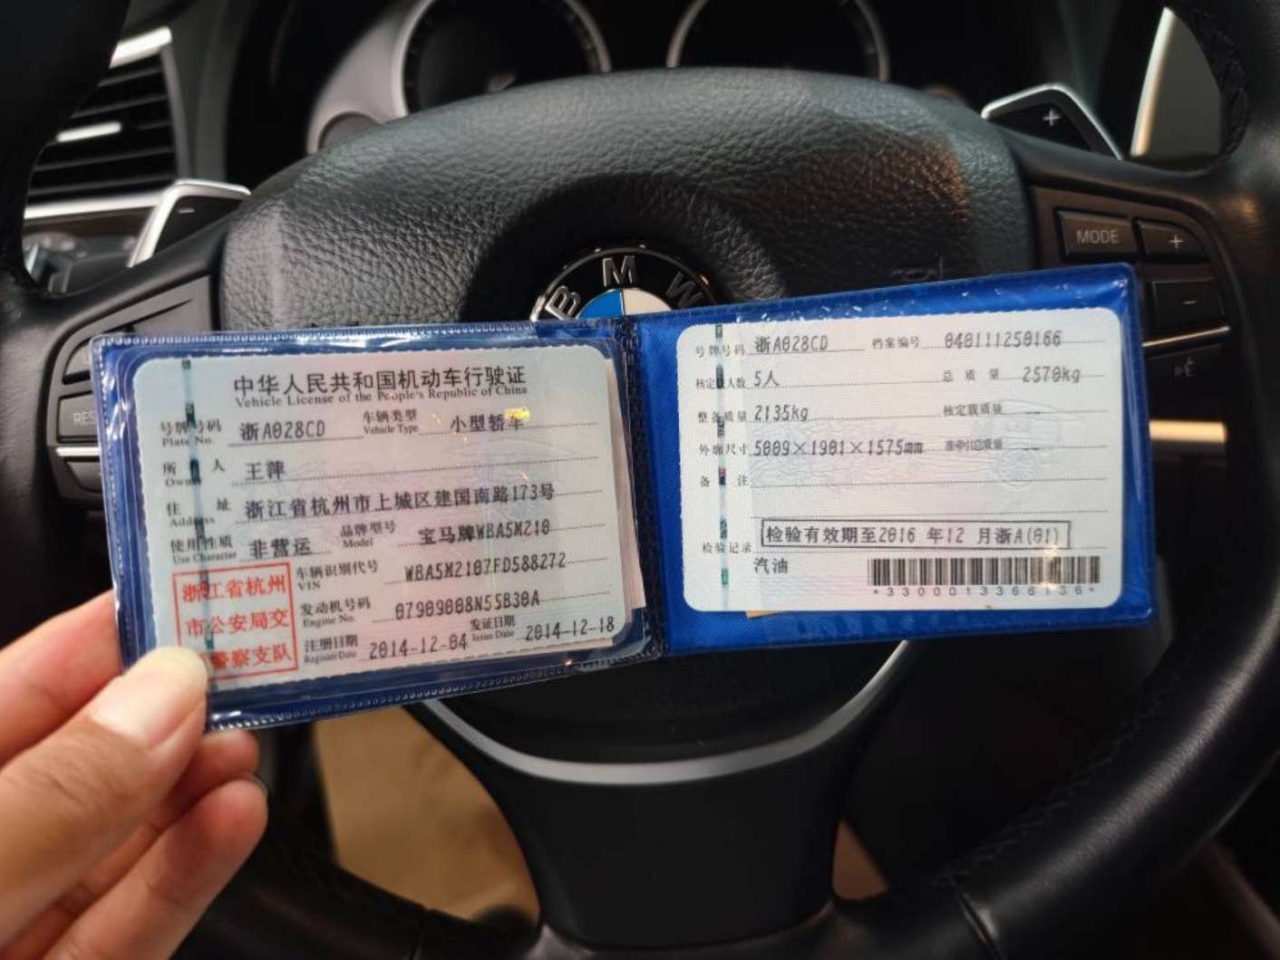 BMW
MODE
+
-
+
-
RES
中华人民共和国机动车行驶证
Vehicle License of the People's Republic of China
号牌号码 浙A028CD 车辆类型 小型轿车
Plate No. Vehicle Type
所 人 王萍
Owner
住 址 浙江省杭州市上城区建国南路173号
Address
使用性质 非营运 品牌型号 宝马牌WBA5M210
Use Character Model
车辆识别代号 WBA5M2107FD588272
VIN
发动机号码 07909008N55B30A
Engine No.
注册日期 2014-12-04 发证日期 2014-12-18
Register Date Issue Date
浙江省杭州
市公安局交
警察支队
号牌号码 浙A028CD 档案编号 040111250166
核定 人数 5人 总质量 2570kg
整备质量 2135kg 核定载质量 --
外廓尺寸 5009×1901×1575mm 准牵引总质量 --
备 注
检验有效期至2016 年12 月浙A(01)
检验记录
汽油